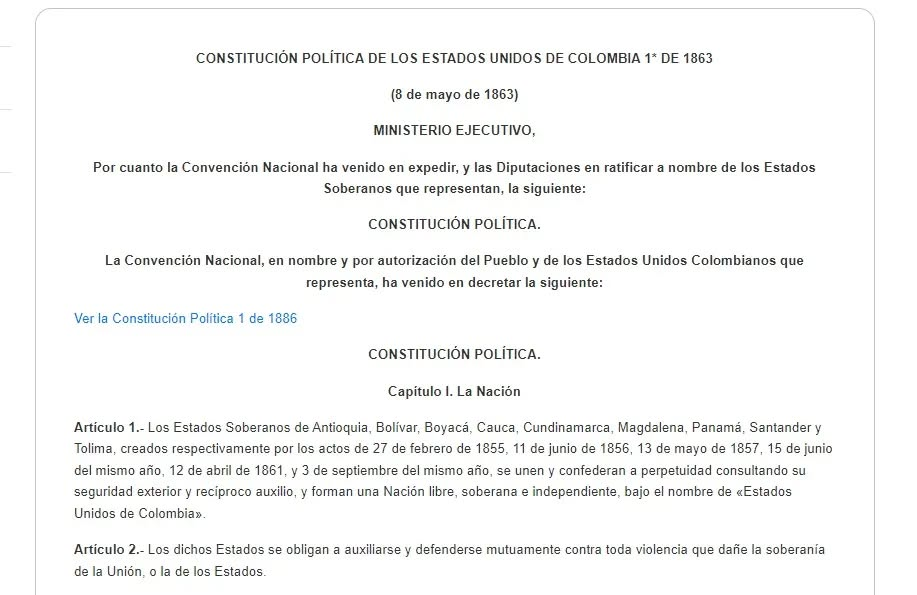 CONSTITUCIÓN POLÍTICA DE LOS ESTADOS UNIDOS DE COLOMBIA 1* DE 1863
(8 de mayo de 1863)
MINISTERIO EJECUTIVO,
Por cuanto la Convención Nacional ha venido en expedir, y las Diputaciones en ratificar a nombre de los Estados
Soberanos que representan, la siguiente:
CONSTITUCIÓN POLÍTICA.
La Convención Nacional, en nombre y por autorización del Pueblo y de los Estados Unidos Colombianos que
representa, ha venido en decretar la siguiente:
Ver la Constitución Política 1 de 1886
CONSTITUCIÓN POLÍTICA.
Capítulo I. La Nación
Artículo 1.- Los Estados Soberanos de Antioquia, Bolívar, Boyacá, Cauca, Cundinamarca, Magdalena, Panamá, Santander y
Tolima, creados respectivamente por los actos de 27 de febrero de 1855, 11 de junio de 1856, 13 de mayo de 1857, 15 de junio
del mismo año, 12 de abril de 1861, y 3 de septiembre del mismo año, se unen y confederan a perpetuidad consultando su
seguridad exterior y recíproco auxilio, y forman una Nación libre, soberana e independiente, bajo el nombre de «Estados
Unidos de Colombia».
Artículo 2.- Los dichos Estados se obligan a auxiliarse y defenderse mutuamente contra toda violencia que dañe la soberanía
de la Unión, o la de los Estados.